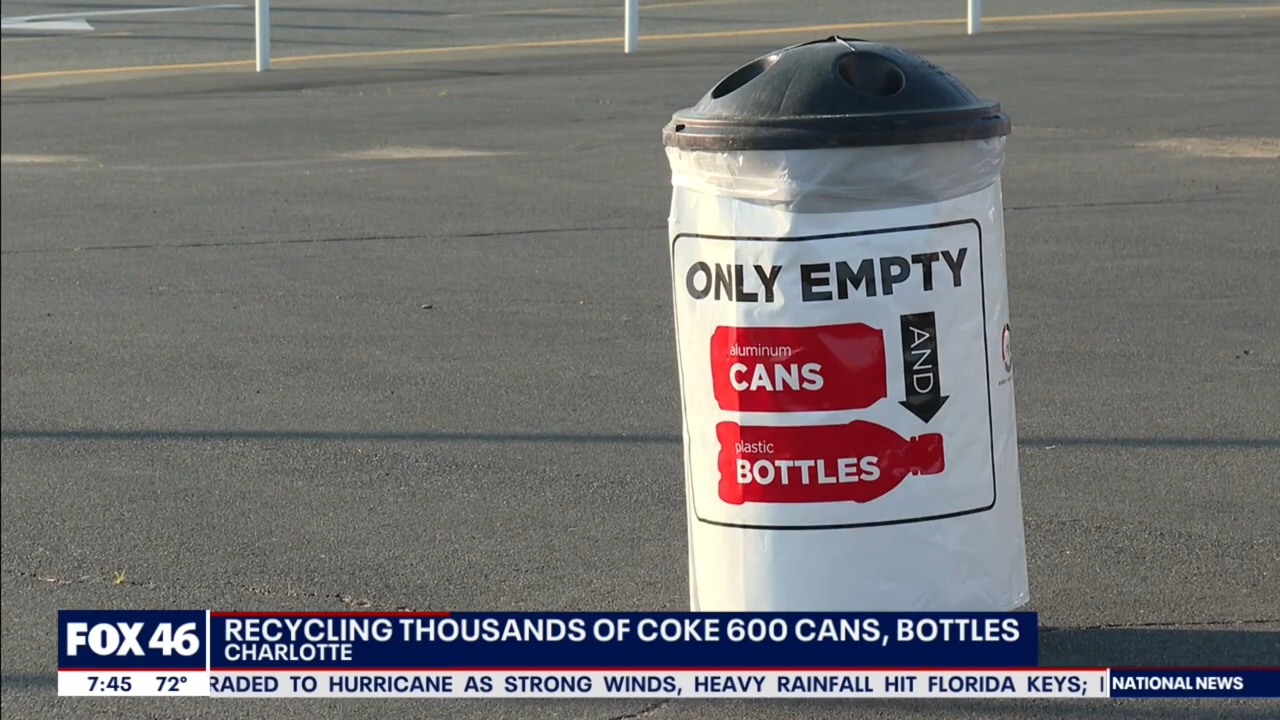 ONLY EMPTY
aluminum
CANS
AND
plastic
BOTTLES
FOX 46
RECYCLING THOUSANDS OF COKE 600 CANS, BOTTLES
CHARLOTTE
7:45 72°
RADED TO HURRICANE AS STRONG WINDS, HEAVY RAINFALL HIT FLORIDA KEYS;
NATIONAL NEWS